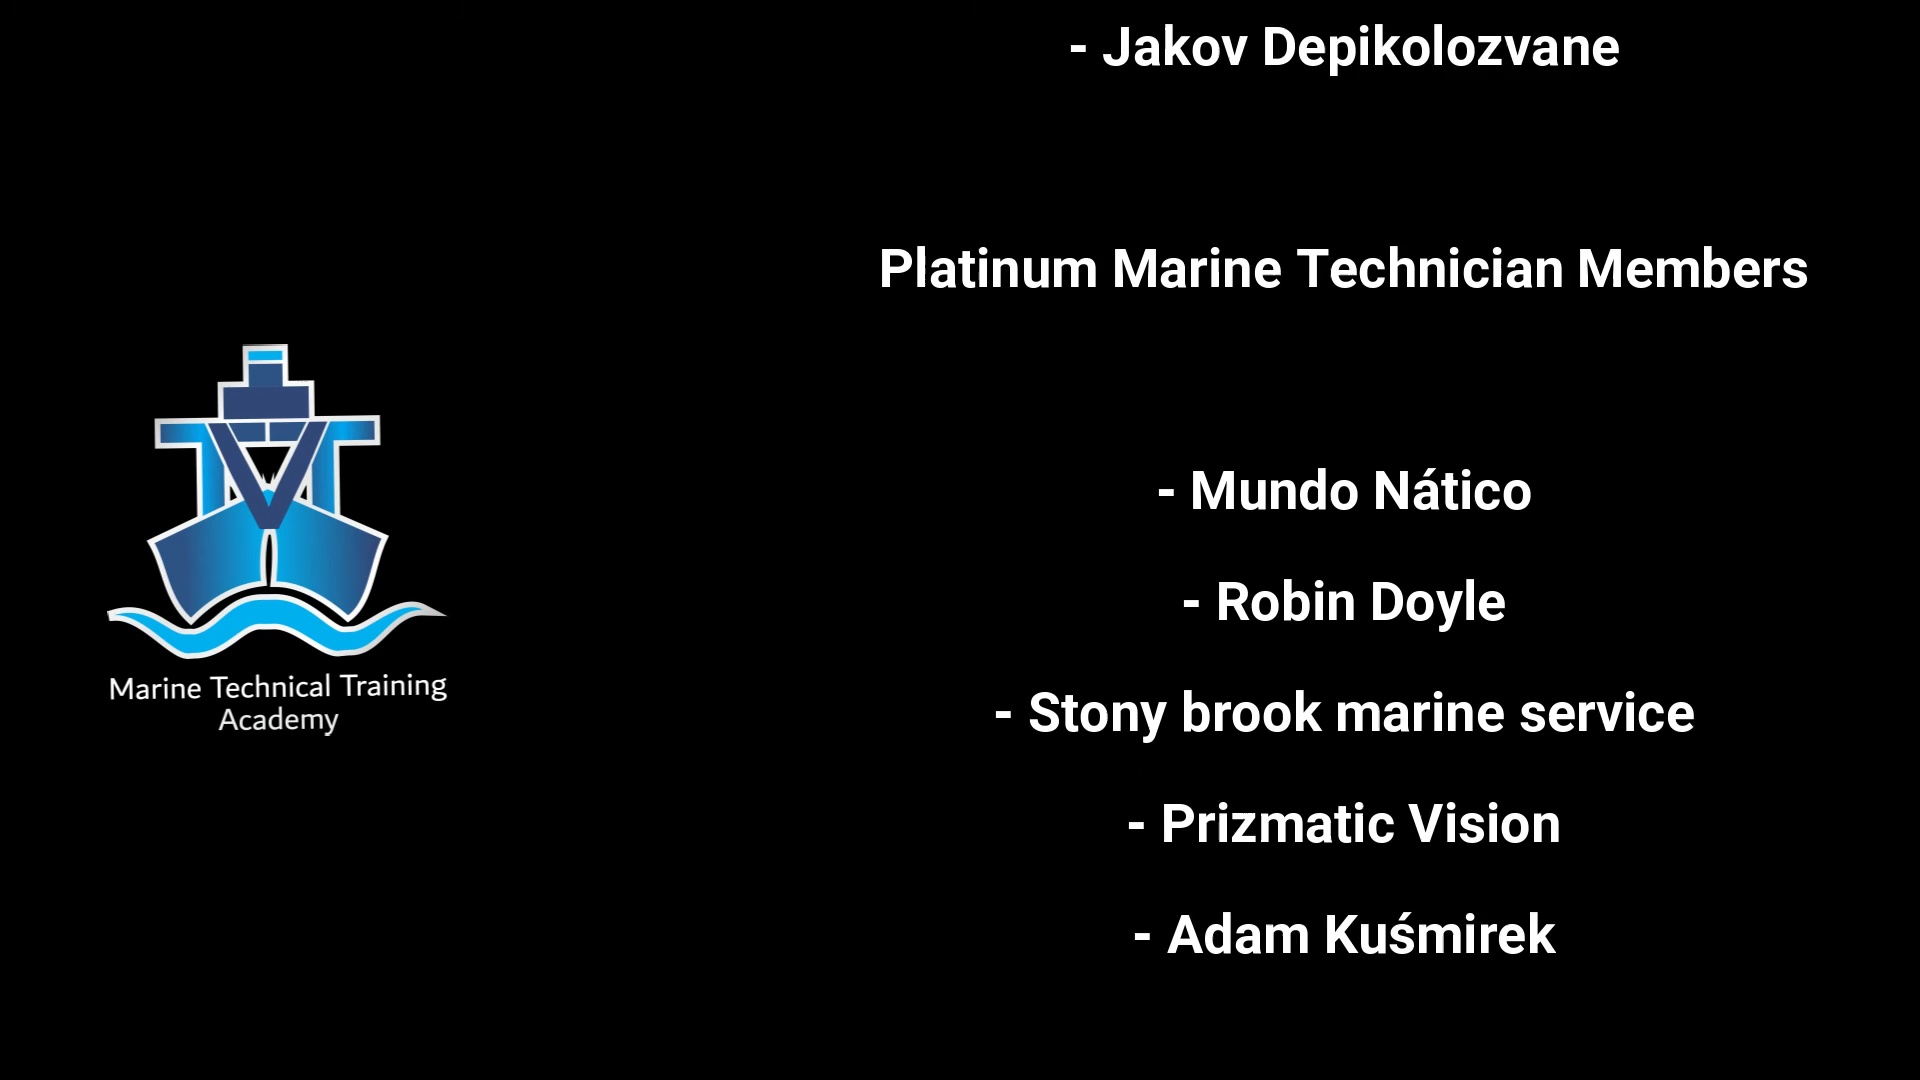 - Jakov Depikolozvane
Platinum Marine Technician Members
- Mundo Nático
- Robin Doyle
- Stony brook marine service
- Prizmatic Vision
- Adam Kuśmirek
Marine Technical Training
Academy